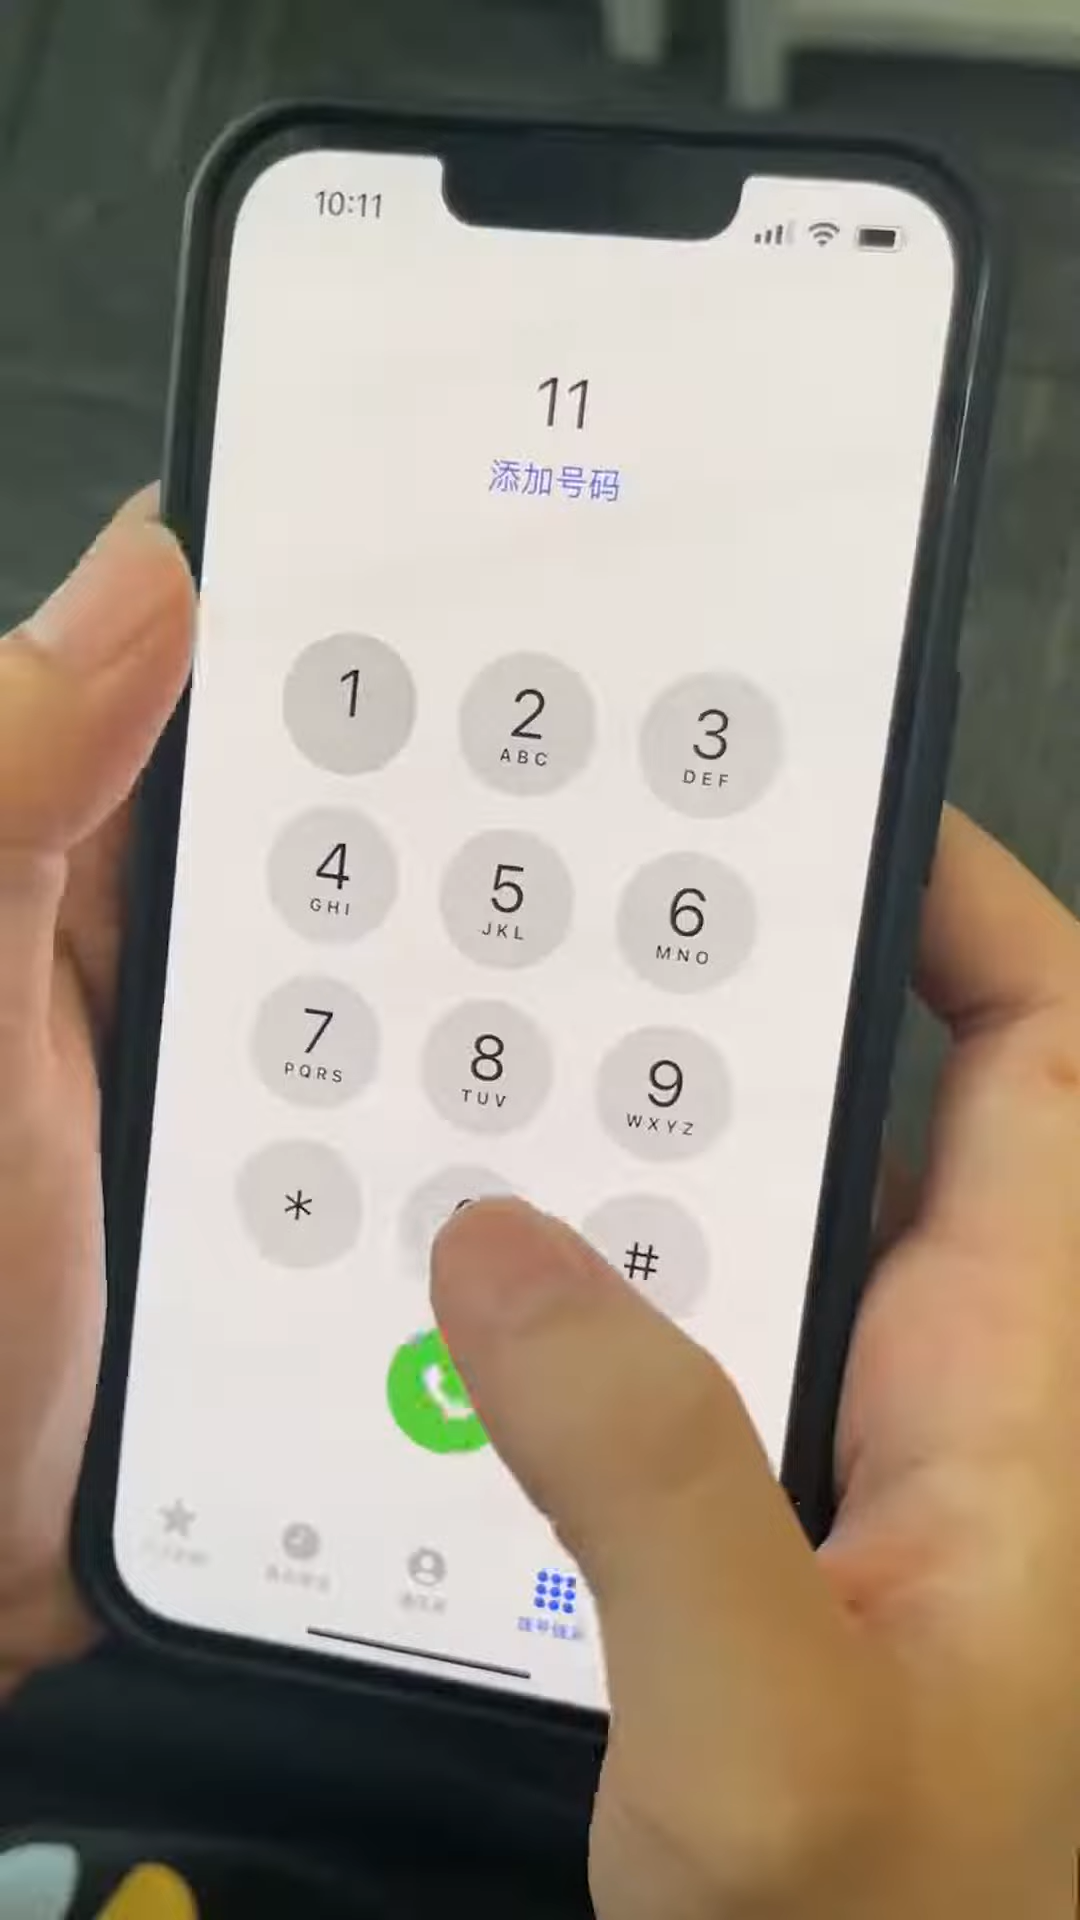 10:11
11
添加号码
1
2
ABC
3
DEF
4
GHI
5
JKL
6
MNO
7
PQRS
8
TUV
9
WXYZ
*
#